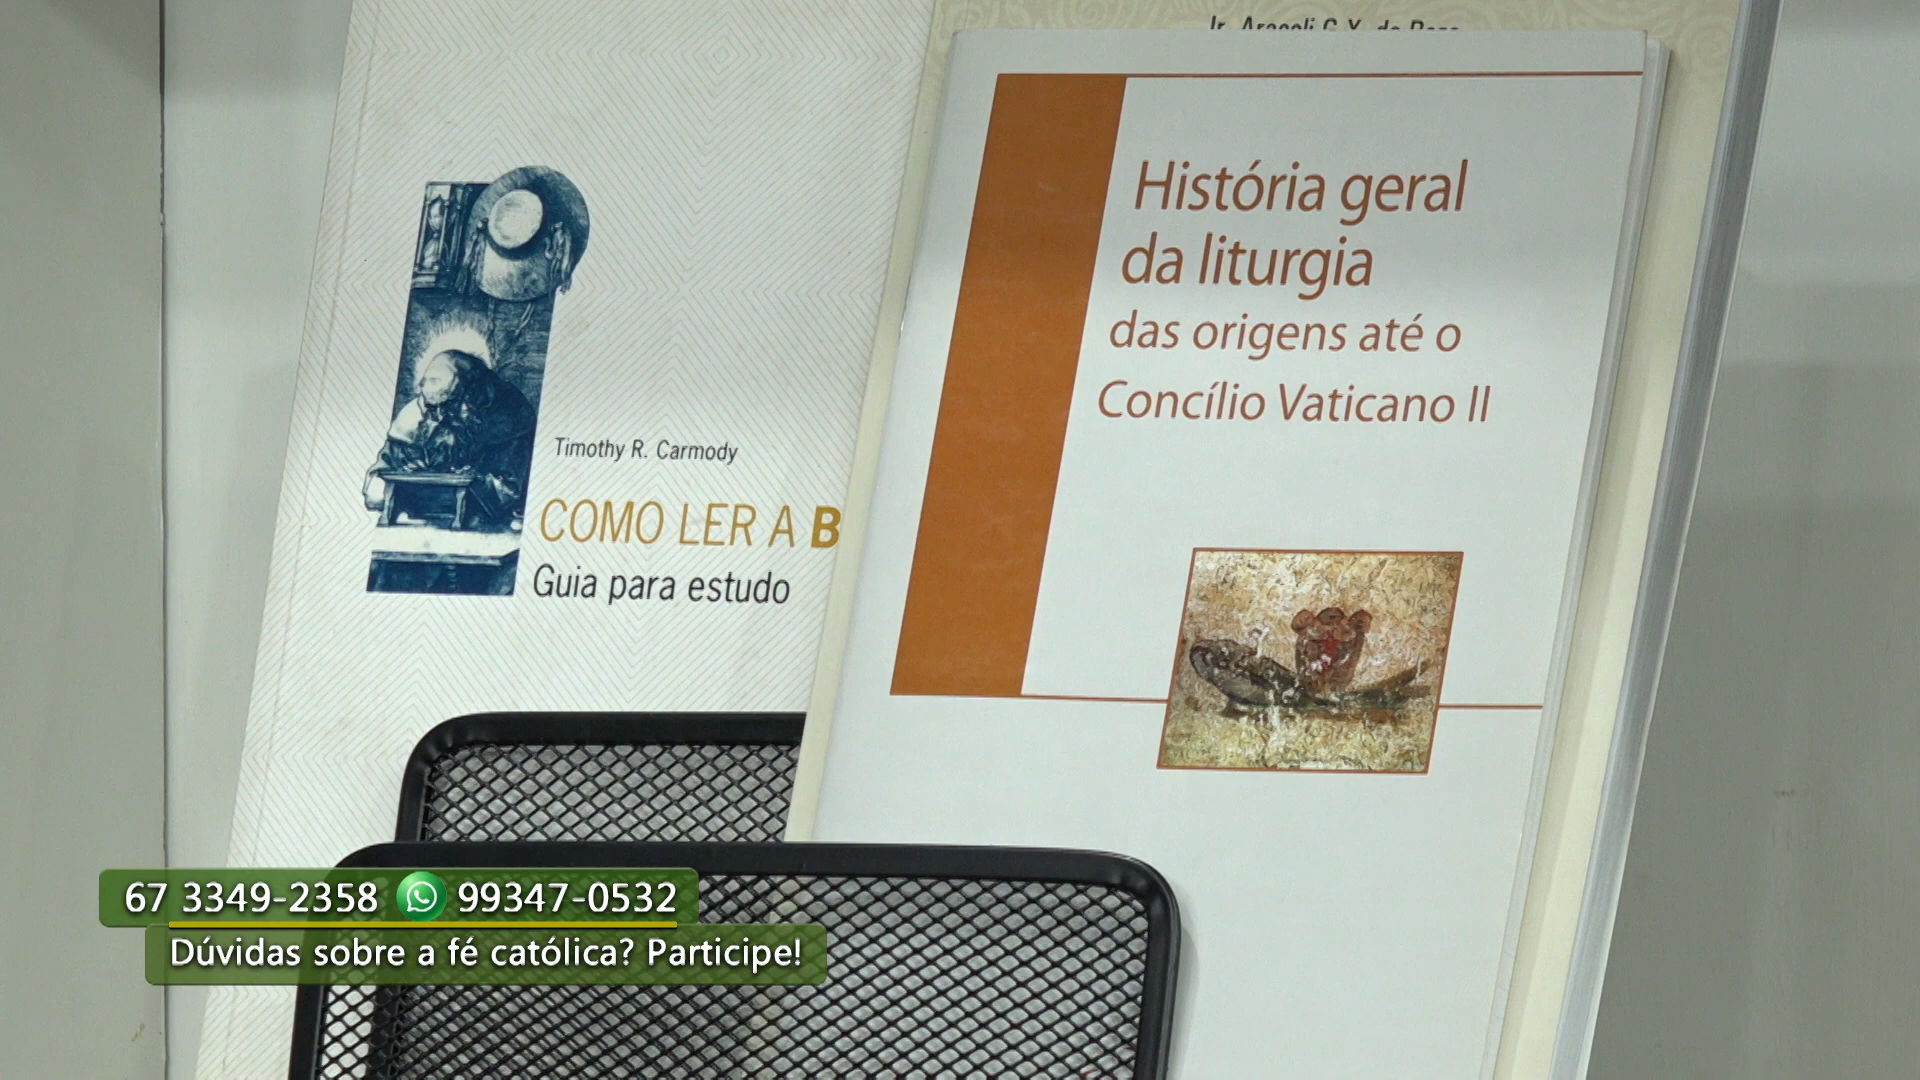 Timothy R. Carmody
COMO LER A B
Guia para estudo
História geral
da liturgia
das origens até o
Concílio Vaticano II
67 3349-2358 99347-0532
Dúvidas sobre a fé católica? Participe!